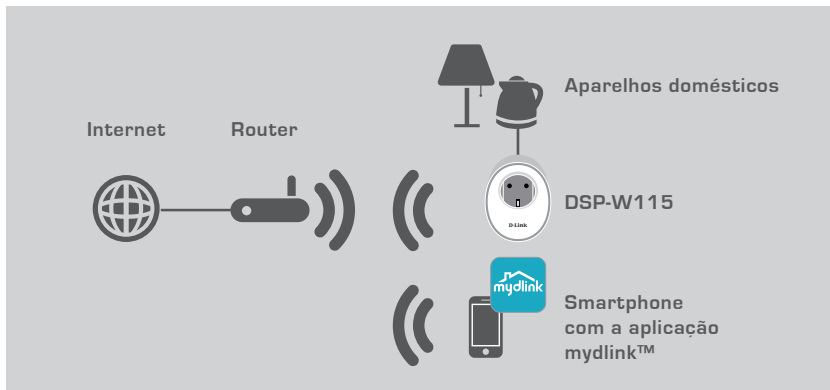 Aparelhos domésticos
Internet
Router
DSP-W115
D-Link
mydlink
Smartphone
com a aplicação
mydlink™